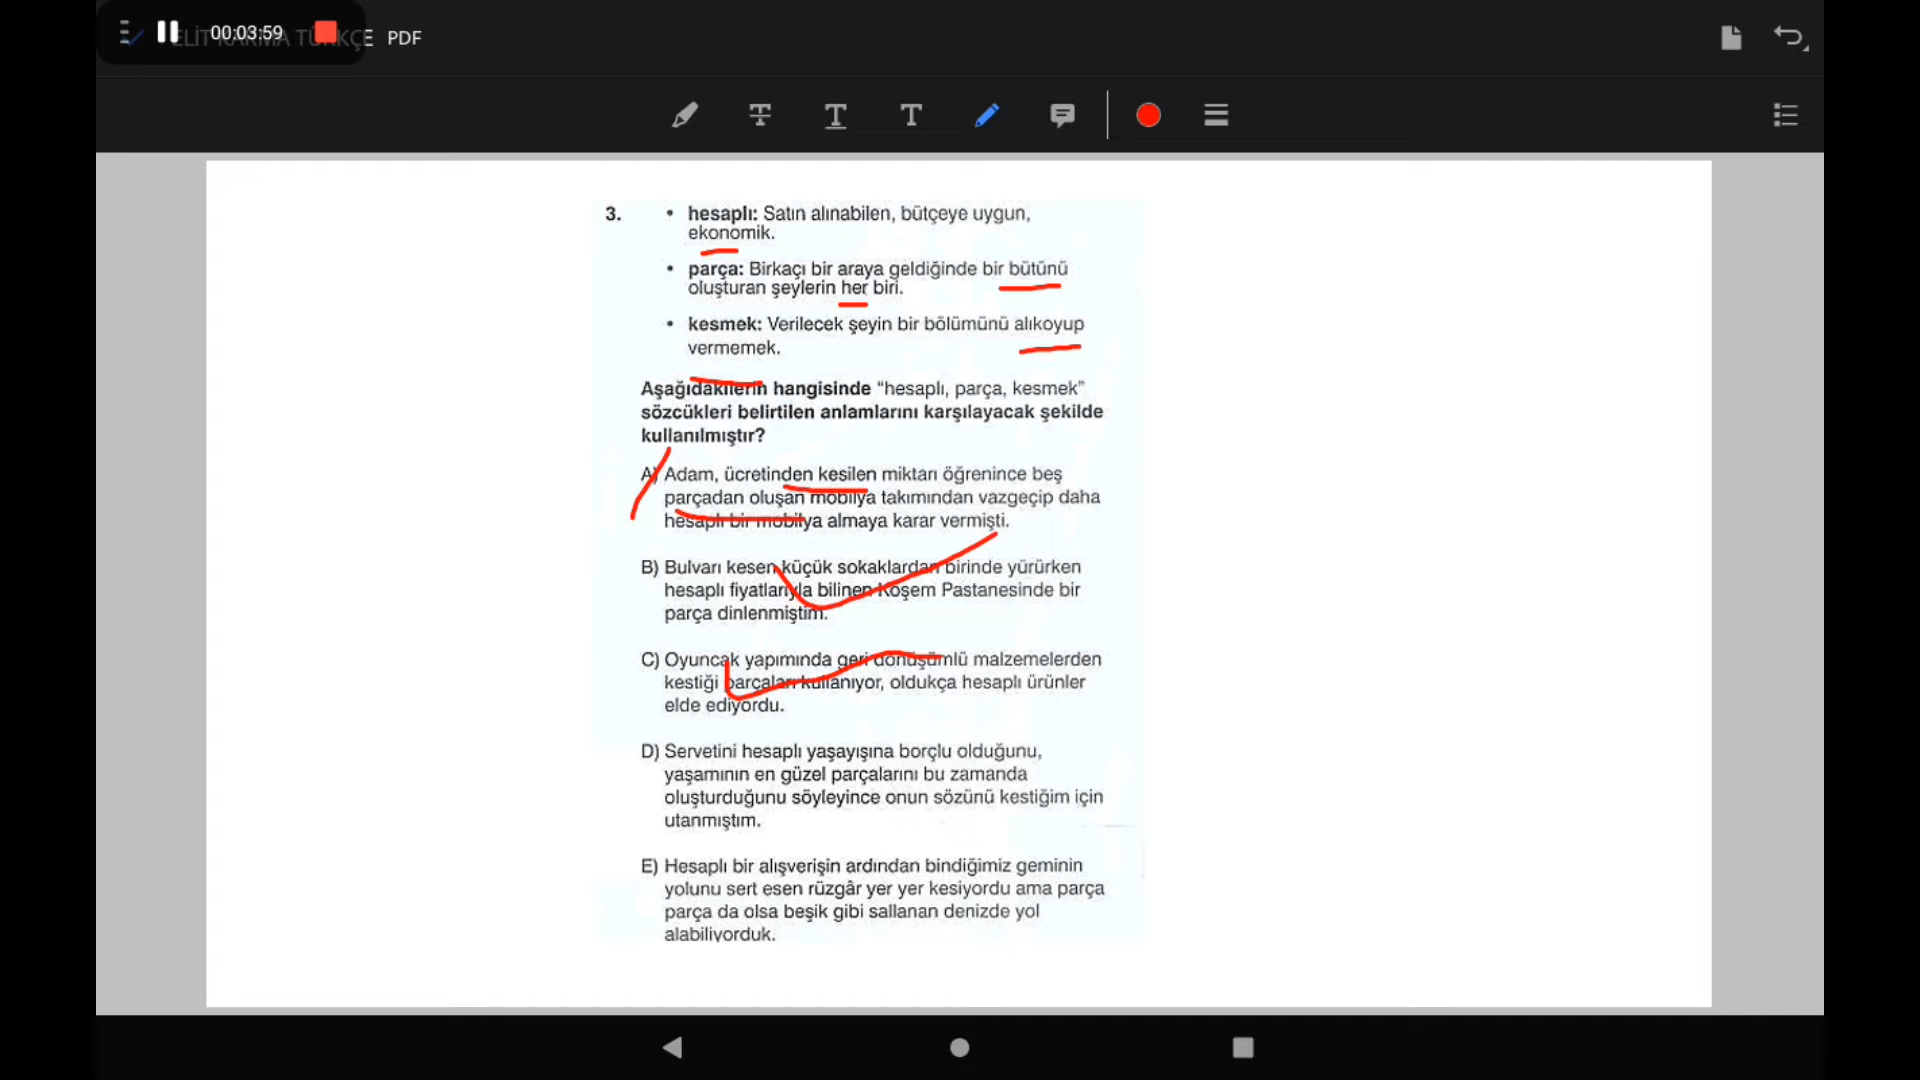 00:03:59
ELİT KARMA TÜRKÇE PDF
3. • hesaplı: Satın alınabilen, bütçeye uygun,
ekonomik.
• parça: Birkaçı bir araya geldiğinde bir bütünü
oluşturan şeylerin her biri.
• kesmek: Verilecek şeyin bir bölümünü alıkoyup
vermemek.
Aşağıdakilerin hangisinde “hesaplı, parça, kesmek”
sözcükleri belirtilen anlamlarını karşılayacak şekilde
kullanılmıştır?
A) Adam, ücretinden kesilen miktarı öğrenince beş
parçadan oluşan mobilya takımından vazgeçip daha
hesaplı bir mobilya almaya karar vermişti.
B) Bulvarı kesen küçük sokaklardan birinde yürürken
hesaplı fiyatlarıyla bilinen Köşem Pastanesinde bir
parça dinlenmiştim.
C) Oyuncak yapımında geri dönüşümlü malzemelerden
kestiği parçaları kullanıyor, oldukça hesaplı ürünler
elde ediyordu.
D) Servetini hesaplı yaşayışına borçlu olduğunu,
yaşamının en güzel parçalarını bu zamanda
oluşturduğunu söyleyince onun sözünü kestiğim için
utanmıştım.
E) Hesaplı bir alışverişin ardından bindiğimiz geminin
yolunu sert esen rüzgâr yer yer kesiyordu ama parça
parça da olsa beşik gibi sallanan denizde yol
alabiliyorduk.